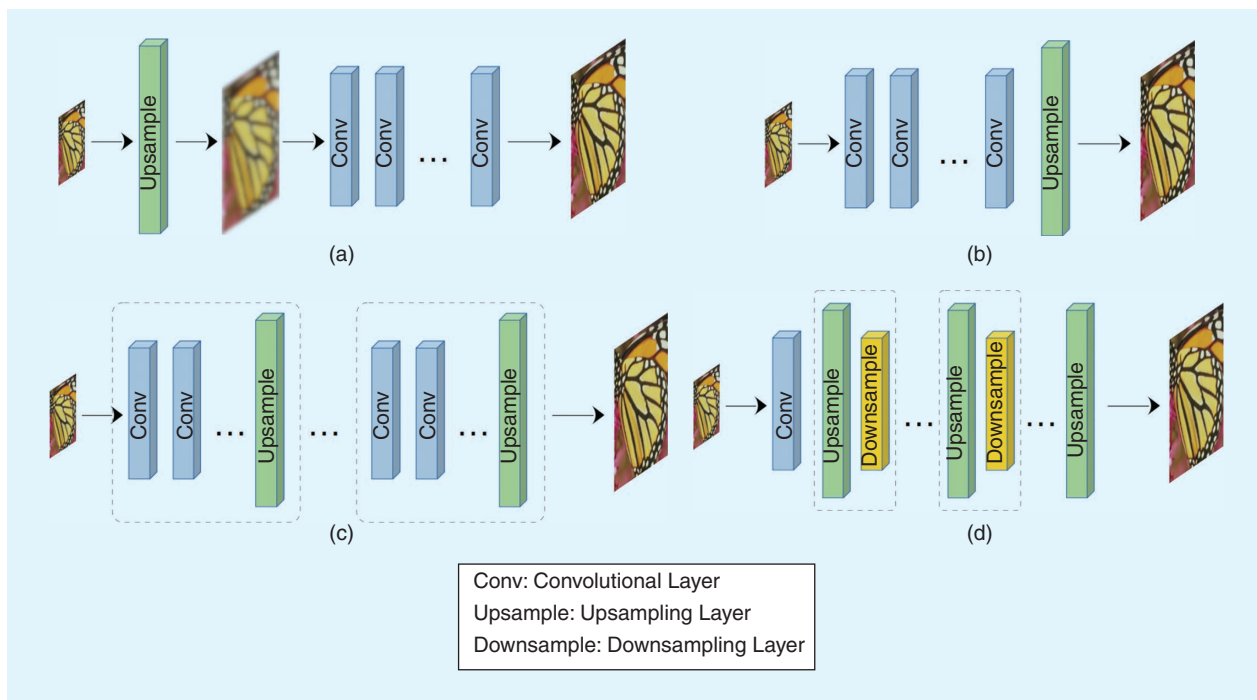 Upsample
Conv
Conv
...
Conv
(a)
Conv
Conv
...
Conv
Upsample
(b)
Conv
Conv
...
Upsample
...
Conv
Conv
...
Upsample
(c)
Conv
Upsample
Downsample
...
Upsample
Downsample
...
Upsample
(d)
Conv: Convolutional Layer
Upsample: Upsampling Layer
Downsample: Downsampling Layer